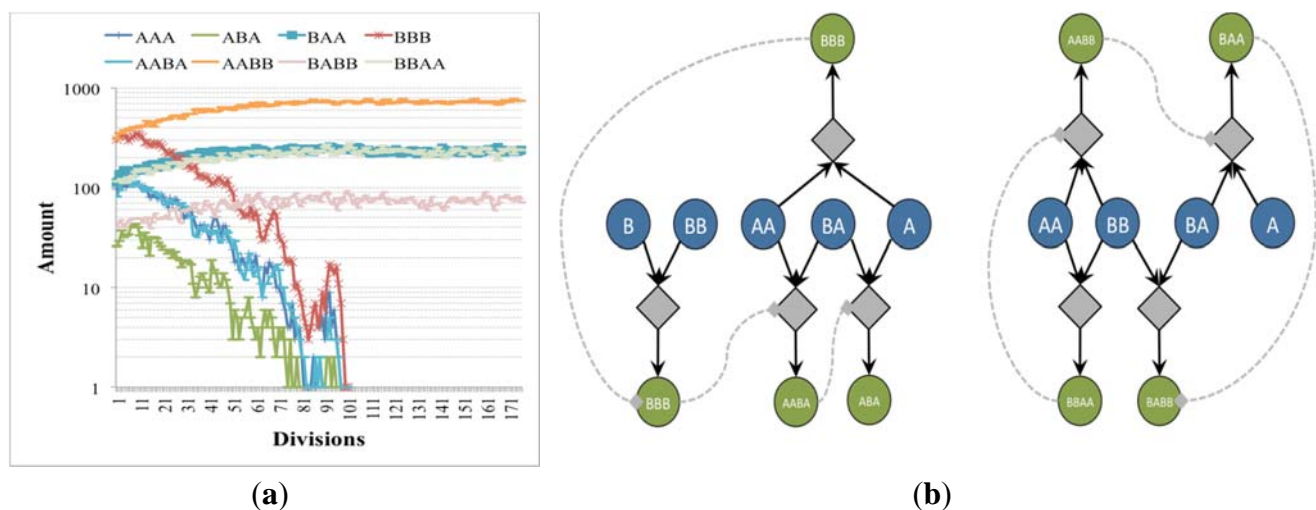 AAA ABA BAA BBB
AABA AABB BABB BBAA
1000
100
10
1
Amount
1 11 21 31 41 51 61 71 81 91 101 111 121 131 141 151 161 171
Divisions
(a)
BBB
B BB AA BA A
BBB AABA ABA
AABB BAA
AA BB BA A
BBAA BABB
(b)